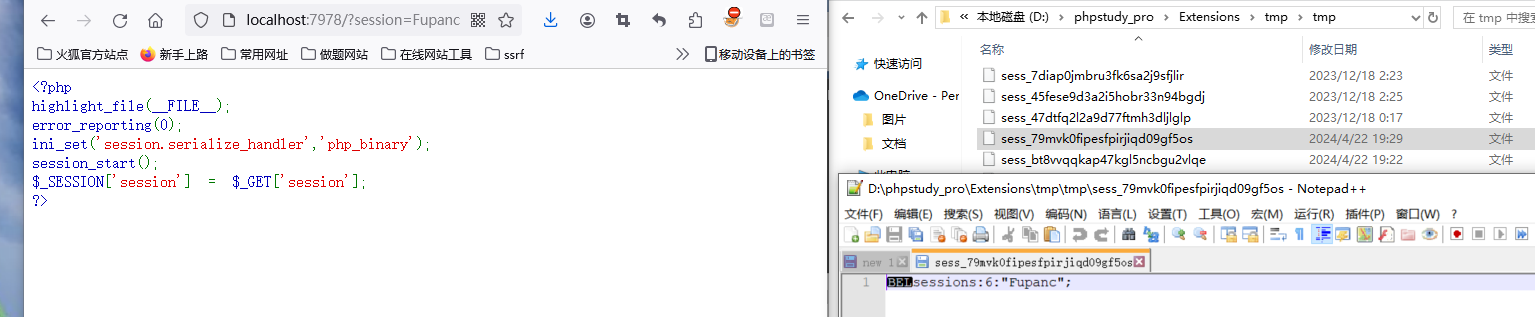 localhost:7978/?session=Fupanc
火狐官方站点 新手上路 常用网址 做题网站 在线网站工具 ssrf 移动设备上的书签
<?php
highlight_file(__FILE__);
error_reporting(0);
ini_set('session.serialize_handler','php_binary');
session_start();
$_SESSION['session'] = $_GET['session'];
?>
« 本地磁盘 (D:) › phpstudy_pro › Extensions › tmp › tmp
在 tmp 中搜
快速访问
OneDrive - Per
图片
文档
名称 修改日期 类型
sess_7diap0jmbru3fk6sa2j9sfjlir 2023/12/18 2:23 文件
sess_45fese9d3a2i5hobr33n94bgdj 2023/12/18 2:25 文件
sess_47dtfq2l2a9d77ftmh3dljlglp 2023/12/18 0:17 文件
sess_79mvk0fipesfpirjiqd09gf5os 2024/4/22 19:29 文件
sess_bt8vvqqkap47kgl5ncbgu2vlqe 2024/4/22 19:22 文件
D:\phpstudy_pro\Extensions\tmp\tmp\sess_79mvk0fipesfpirjiqd09gf5os - Notepad++
文件(F) 编辑(E) 搜索(S) 视图(V) 编码(N) 语言(L) 设置(T) 工具(O) 宏(M) 运行(R) 插件(P) 窗口(W) ?
new 1 sess_79mvk0fipesfpirjiqd09gf5os
1 BELsessions:6:"Fupanc";